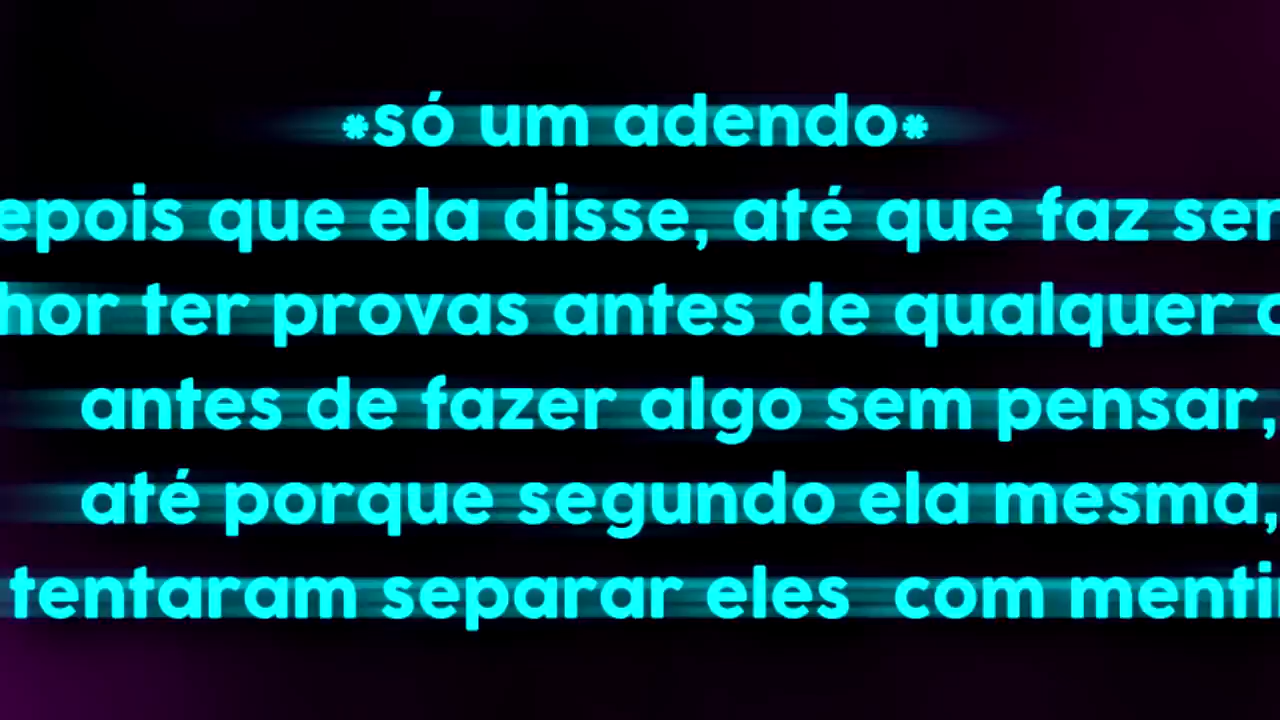 *só um adendo*
epois que ela disse, até que faz sen
hor ter provas antes de qualquer c
antes de fazer algo sem pensar,
até porque segundo ela mesma,
tentaram separar eles com menti